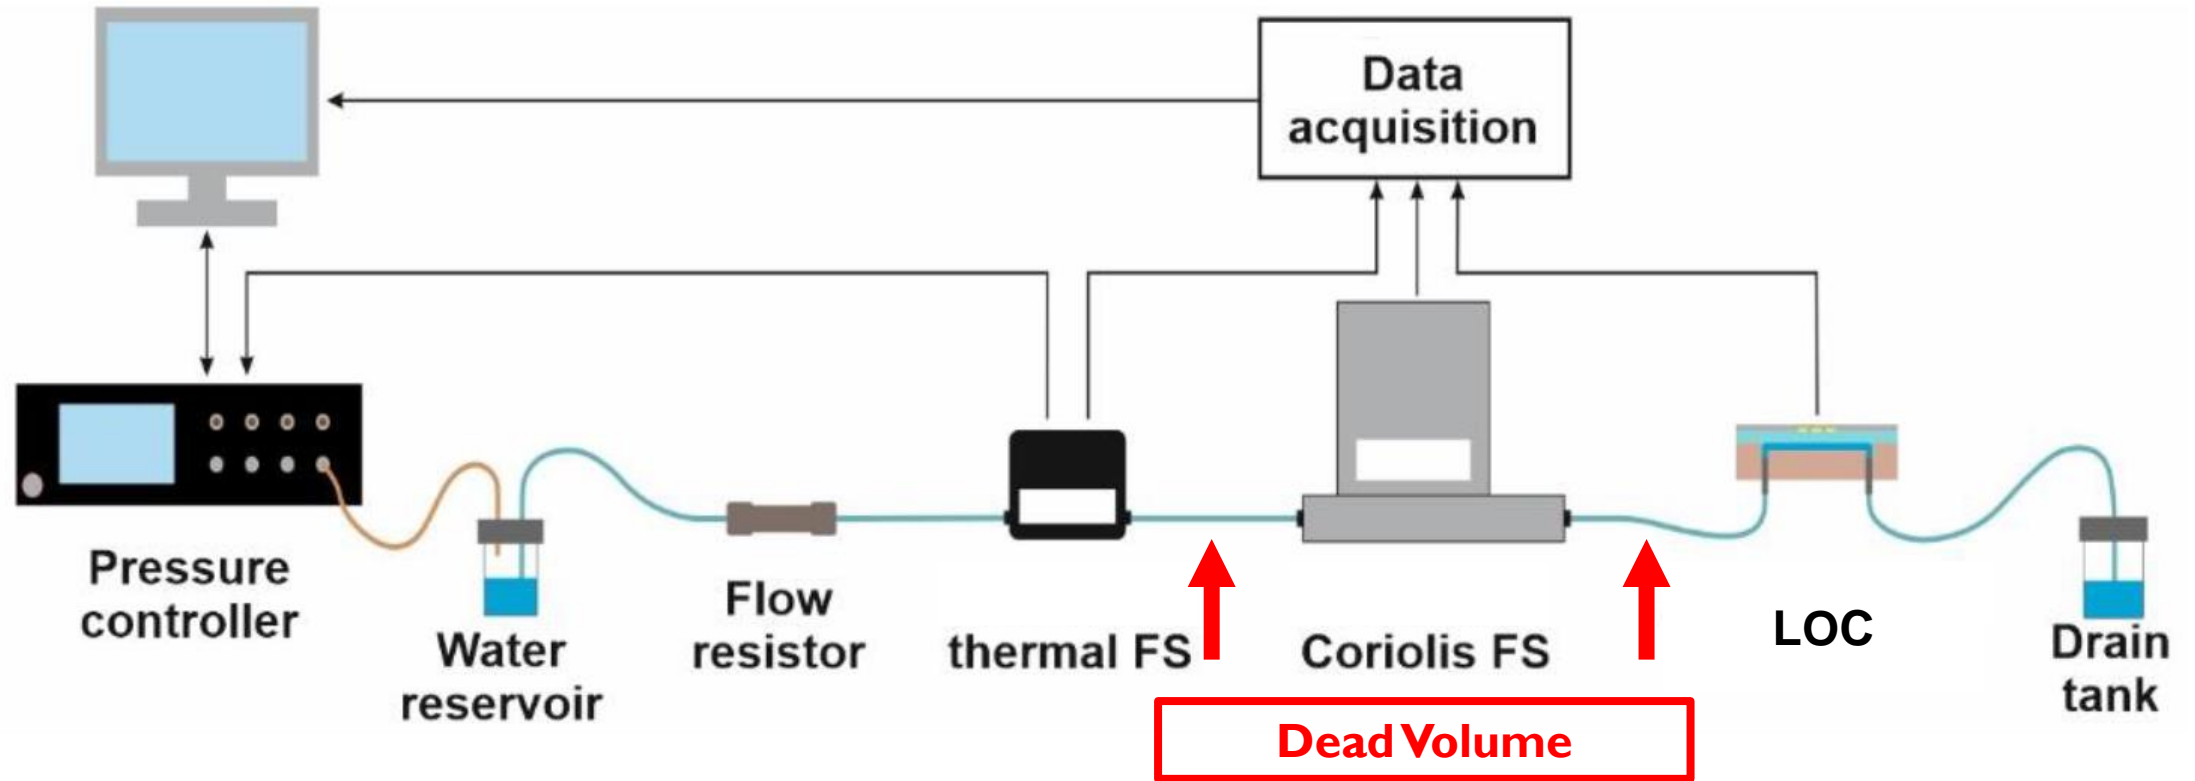 Data
acquisition
Pressure
controller
Water
reservoir
Flow
resistor
thermal FS
Coriolis FS
LOC
Drain
tank
Dead Volume